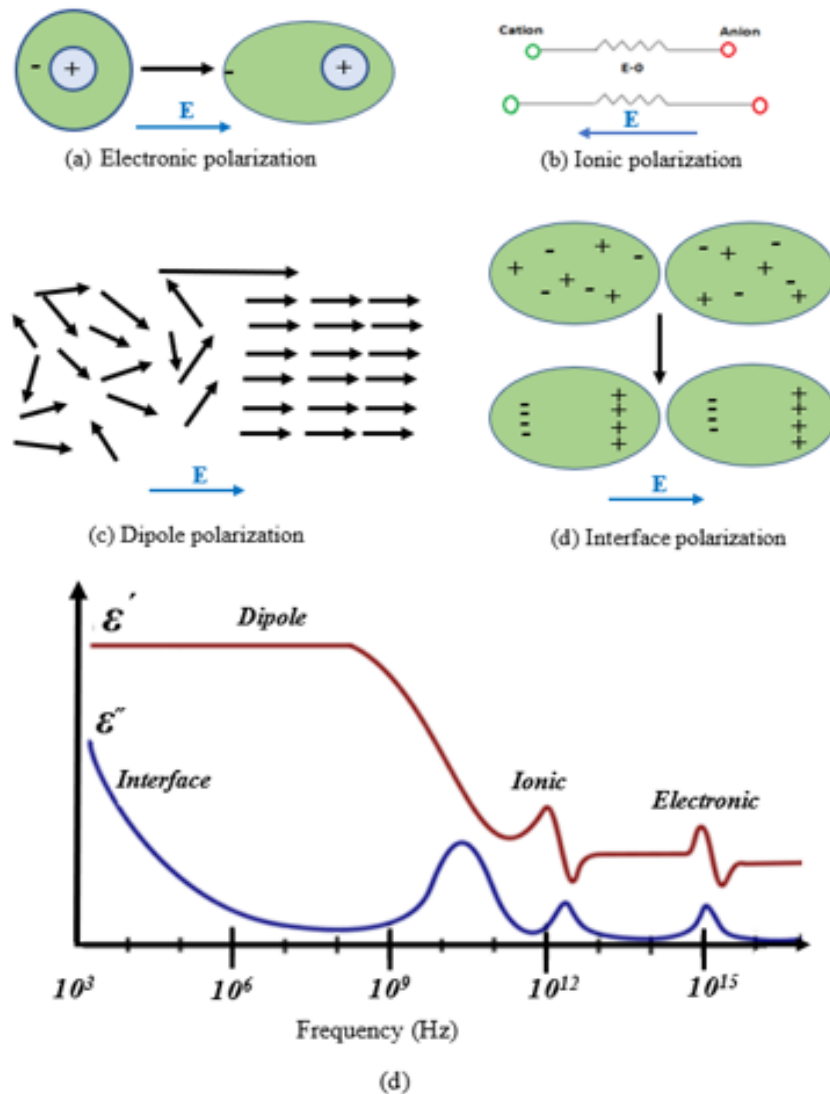 - + - +
E
(a) Electronic polarization
Cation Anion
E-0
E
(b) Ionic polarization
E
(c) Dipole polarization
- + - + + - - +
- - + - + - + +
- - - - + + + +
- - - - + + + +
E
(d) Interface polarization
ε′ Dipole
ε″
Interface
Ionic
Electronic
10³ 10⁶ 10⁹ 10¹² 10¹⁵
Frequency (Hz)
(d)